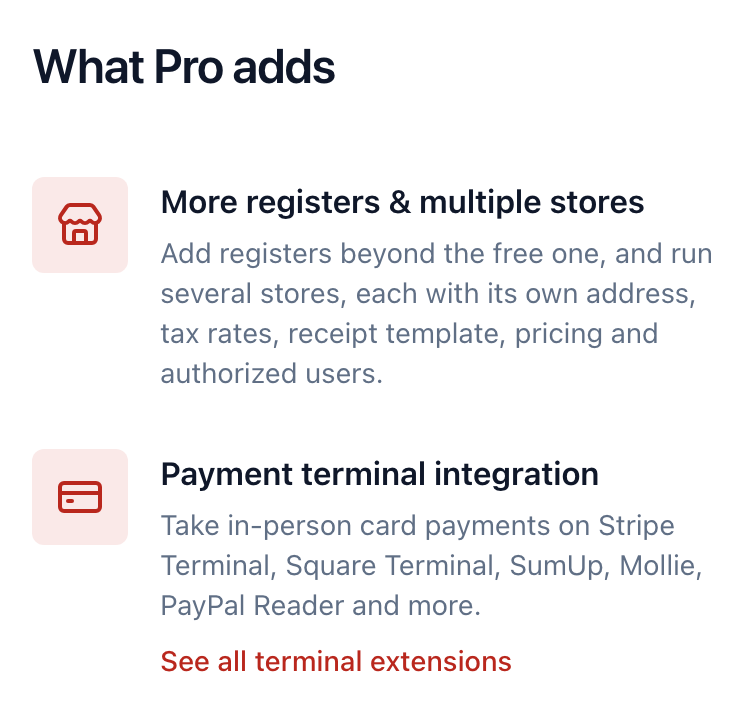 What Pro adds
More registers & multiple stores
Add registers beyond the free one, and run
several stores, each with its own address,
tax rates, receipt template, pricing and
authorized users.
Payment terminal integration
Take in-person card payments on Stripe
Terminal, Square Terminal, SumUp, Mollie,
PayPal Reader and more.
See all terminal extensions